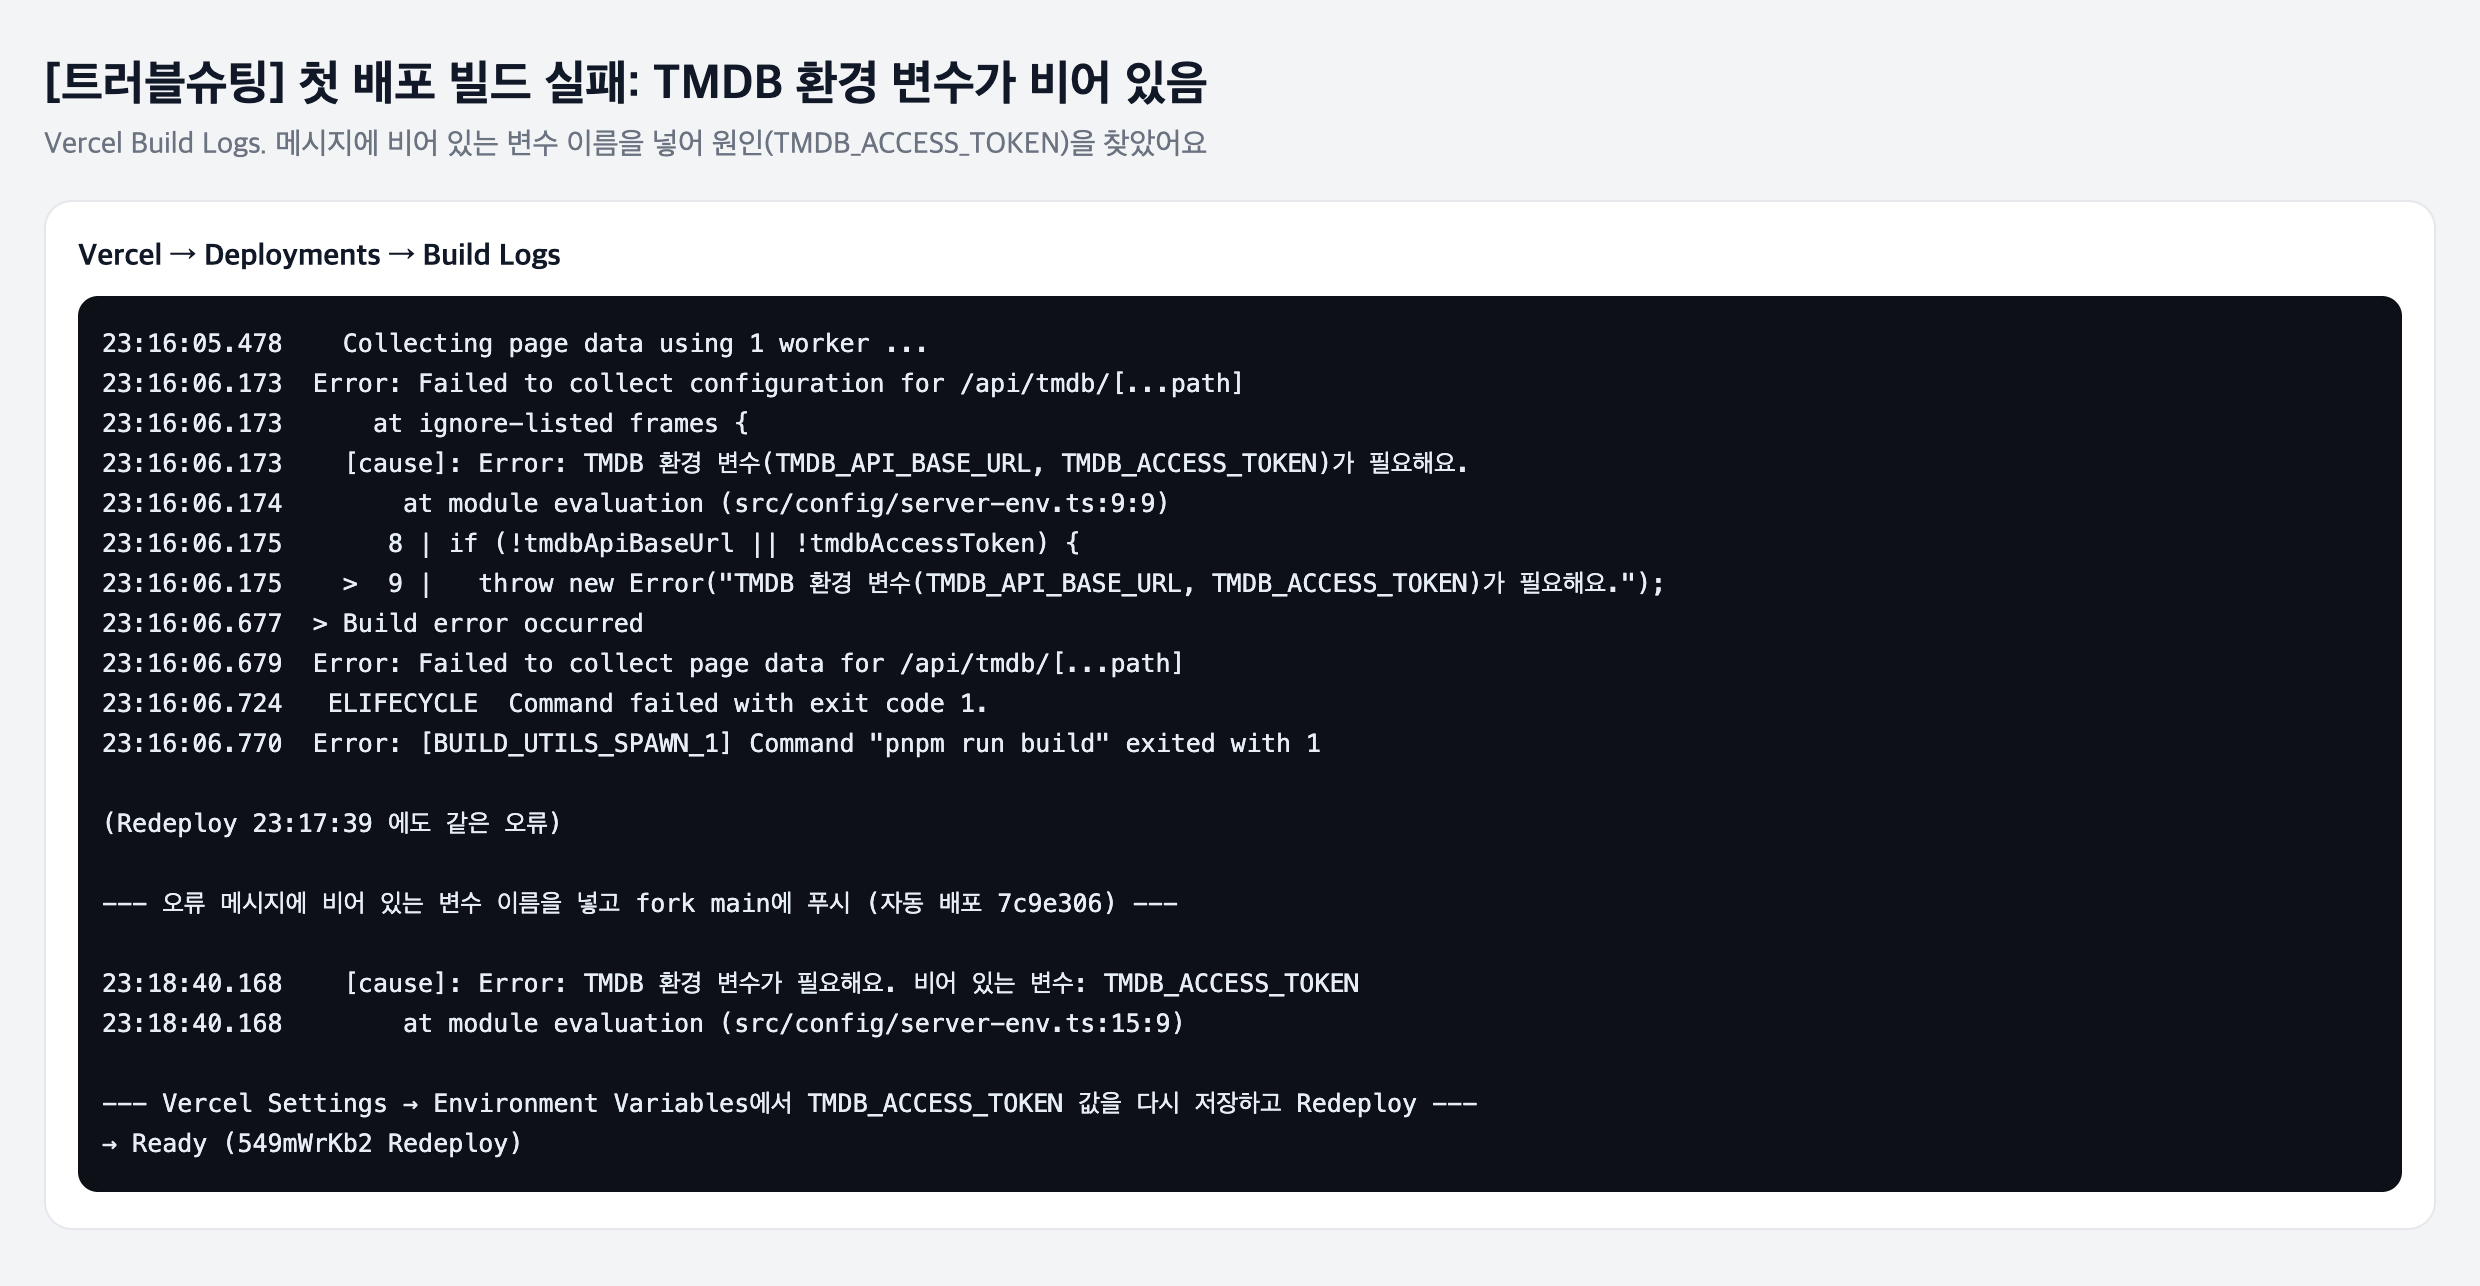 [트러블슈팅] 첫 배포 빌드 실패: TMDB 환경 변수가 비어 있음
Vercel Build Logs. 메시지에 비어 있는 변수 이름을 넣어 원인(TMDB_ACCESS_TOKEN)을 찾았어요
Vercel → Deployments → Build Logs
23:16:05.478    Collecting page data using 1 worker ...
23:16:06.173  Error: Failed to collect configuration for /api/tmdb/[...path]
23:16:06.173      at ignore-listed frames {
23:16:06.173    [cause]: Error: TMDB 환경 변수(TMDB_API_BASE_URL, TMDB_ACCESS_TOKEN)가 필요해요.
23:16:06.174        at module evaluation (src/config/server-env.ts:9:9)
23:16:06.175       8 | if (!tmdbApiBaseUrl || !tmdbAccessToken) {
23:16:06.175    >  9 |   throw new Error("TMDB 환경 변수(TMDB_API_BASE_URL, TMDB_ACCESS_TOKEN)가 필요해요.");
23:16:06.677  > Build error occurred
23:16:06.679  Error: Failed to collect page data for /api/tmdb/[...path]
23:16:06.724   ELIFECYCLE  Command failed with exit code 1.
23:16:06.770  Error: [BUILD_UTILS_SPAWN_1] Command "pnpm run build" exited with 1
(Redeploy 23:17:39 에도 같은 오류)
--- 오류 메시지에 비어 있는 변수 이름을 넣고 fork main에 푸시 (자동 배포 7c9e306) ---
23:18:40.168    [cause]: Error: TMDB 환경 변수가 필요해요. 비어 있는 변수: TMDB_ACCESS_TOKEN
23:18:40.168        at module evaluation (src/config/server-env.ts:15:9)
--- Vercel Settings → Environment Variables에서 TMDB_ACCESS_TOKEN 값을 다시 저장하고 Redeploy ---
→ Ready (549mWrKb2 Redeploy)